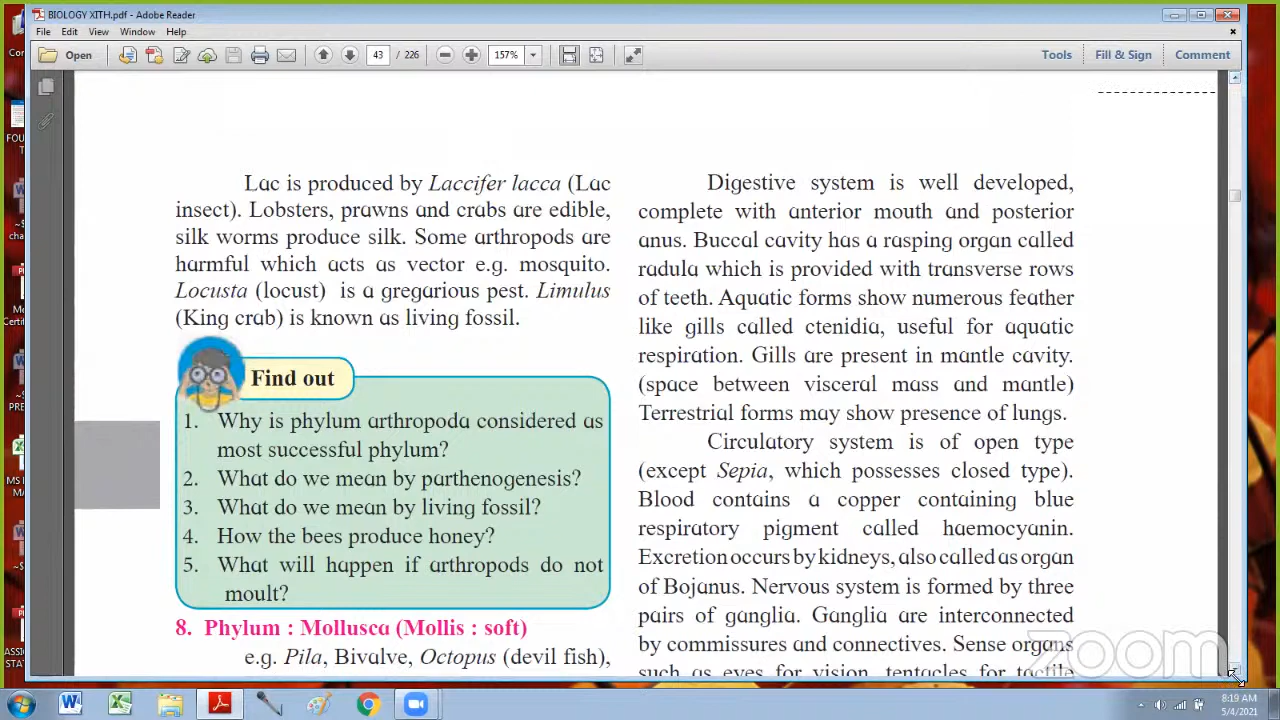 BIOLOGY XITH.pdf - Adobe Reader
File Edit View Window Help
Open 43 / 226 157% Tools Fill & Sign Comment
Lac is produced by Laccifer lacca (Lac
insect). Lobsters, prawns and crabs are edible,
silk worms produce silk. Some arthropods are
harmful which acts as vector e.g. mosquito.
Locusta (locust) is a gregarious pest. Limulus
(King crab) is known as living fossil.
Find out
1. Why is phylum arthropoda considered as
most successful phylum?
2. What do we mean by parthenogenesis?
3. What do we mean by living fossil?
4. How the bees produce honey?
5. What will happen if arthropods do not
moult?
8. Phylum : Mollusca (Mollis : soft)
e.g. Pila, Bivalve, Octopus (devil fish),
Digestive system is well developed,
complete with anterior mouth and posterior
anus. Buccal cavity has a rasping organ called
radula which is provided with transverse rows
of teeth. Aquatic forms show numerous feather
like gills called ctenidia, useful for aquatic
respiration. Gills are present in mantle cavity.
(space between visceral mass and mantle)
Terrestrial forms may show presence of lungs.
Circulatory system is of open type
(except Sepia, which possesses closed type).
Blood contains a copper containing blue
respiratory pigment called haemocyanin.
Excretion occurs by kidneys, also called as organ
of Bojanus. Nervous system is formed by three
pairs of ganglia. Ganglia are interconnected
by commissures and connectives. Sense organs
such as eyes for vision, tentacles for tactile
zoom
8:19 AM
5/4/2021